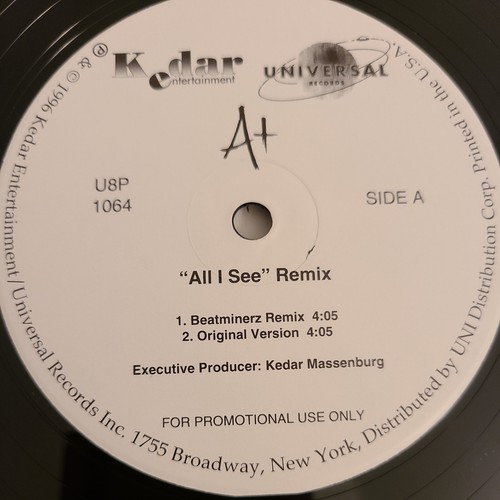 Kedar
entertainment
UNIVERSAL
RECORDS
A+
U8P
1064
SIDE A
“All I See” Remix
1. Beatminerz Remix 4:05
2. Original Version 4:05
Executive Producer: Kedar Massenburg
FOR PROMOTIONAL USE ONLY
℗ & © 1996 Kedar Entertainment/Universal Records Inc. 1755 Broadway, New York, Distributed by UNI Distribution Corp. Printed in the U.S.A.